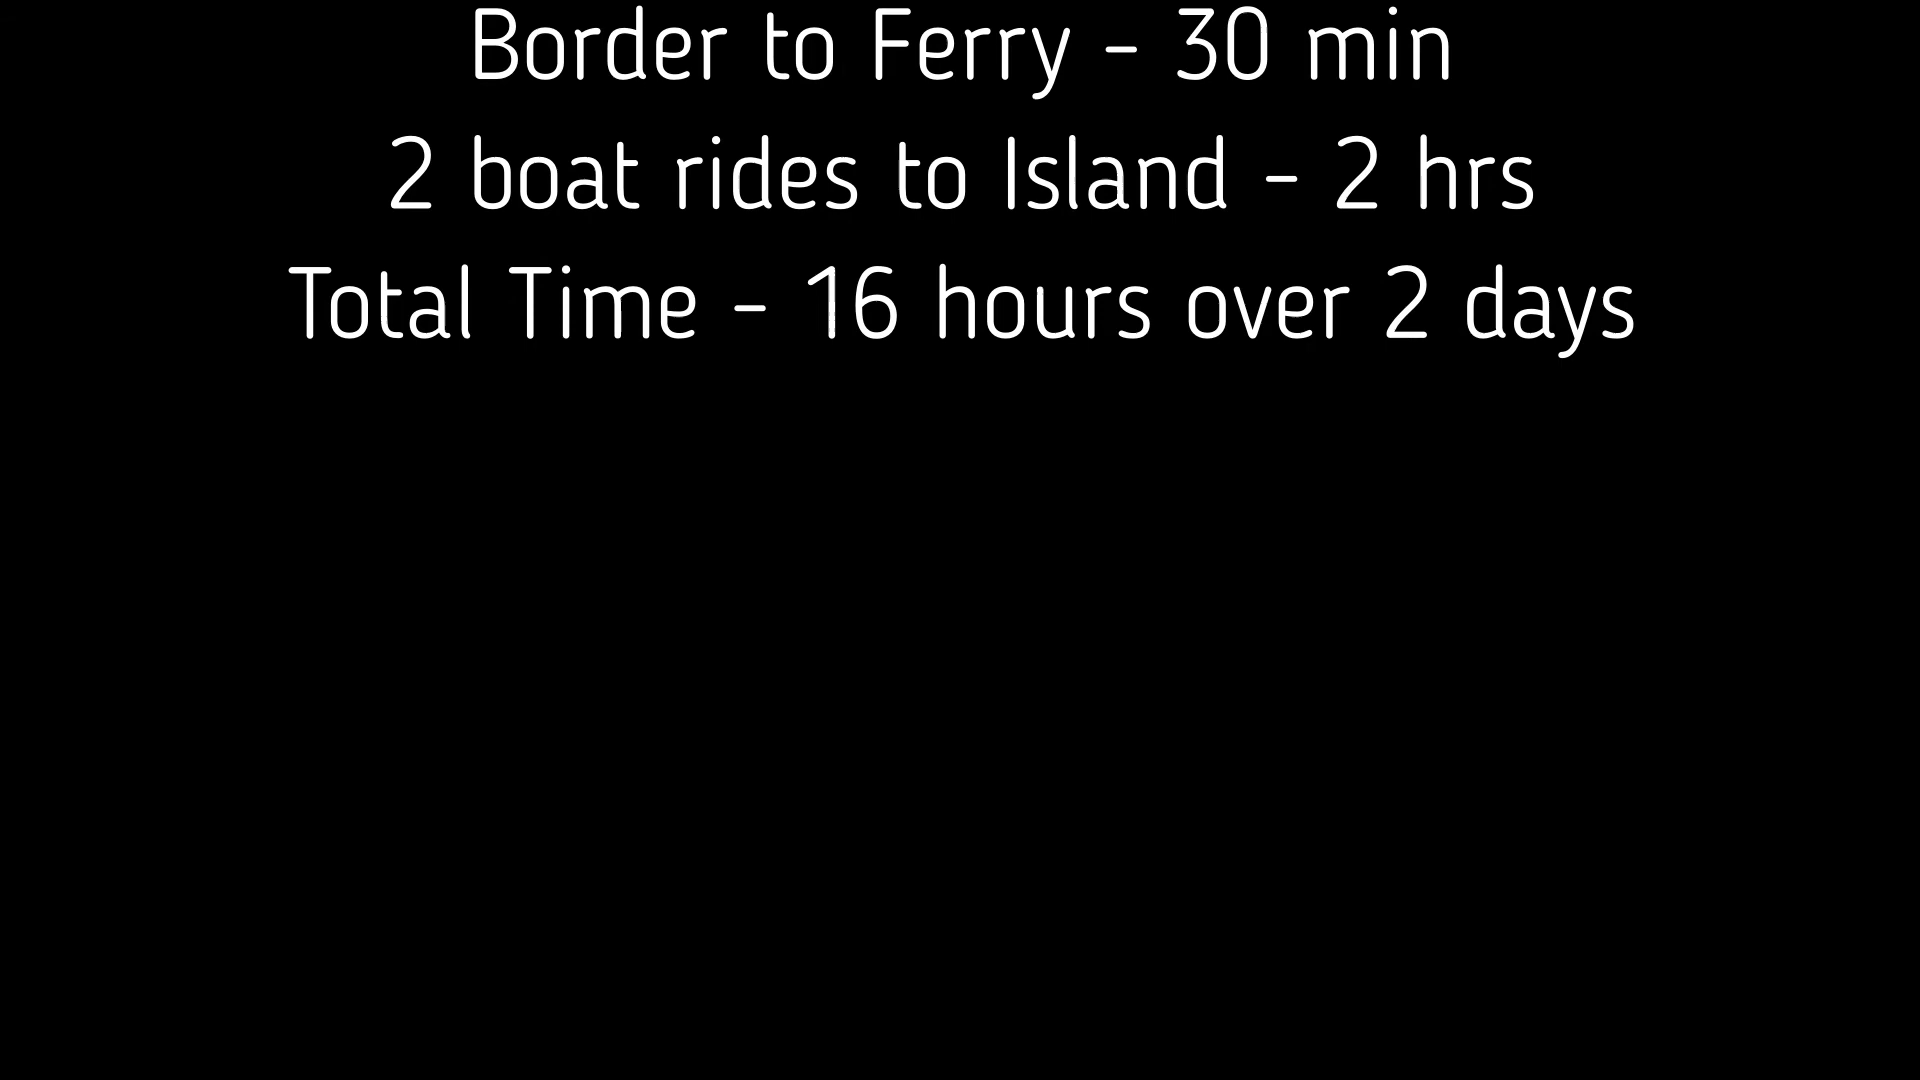 Border to Ferry - 30 min
2 boat rides to Island - 2 hrs
Total Time - 16 hours over 2 days